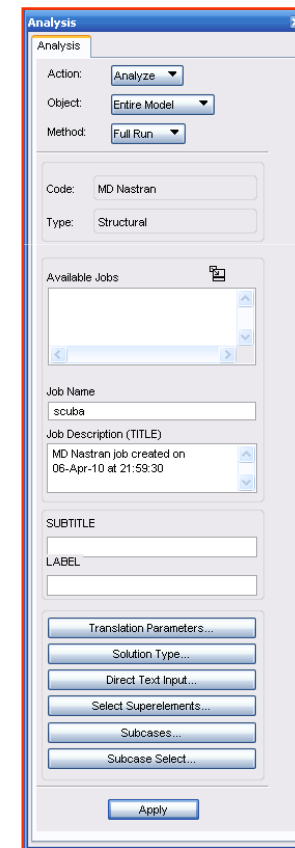 Analysis
Analysis
Action: Analyze
Object: Entire Model
Method: Full Run
Code: MD Nastran
Type: Structural
Available Jobs
Job Name
scuba
Job Description (TITLE)
MD Nastran job created on
06-Apr-10 at 21:59:30
SUBTITLE
LABEL
Translation Parameters...
Solution Type...
Direct Text Input...
Select Superelements...
Subcases...
Subcase Select...
Apply